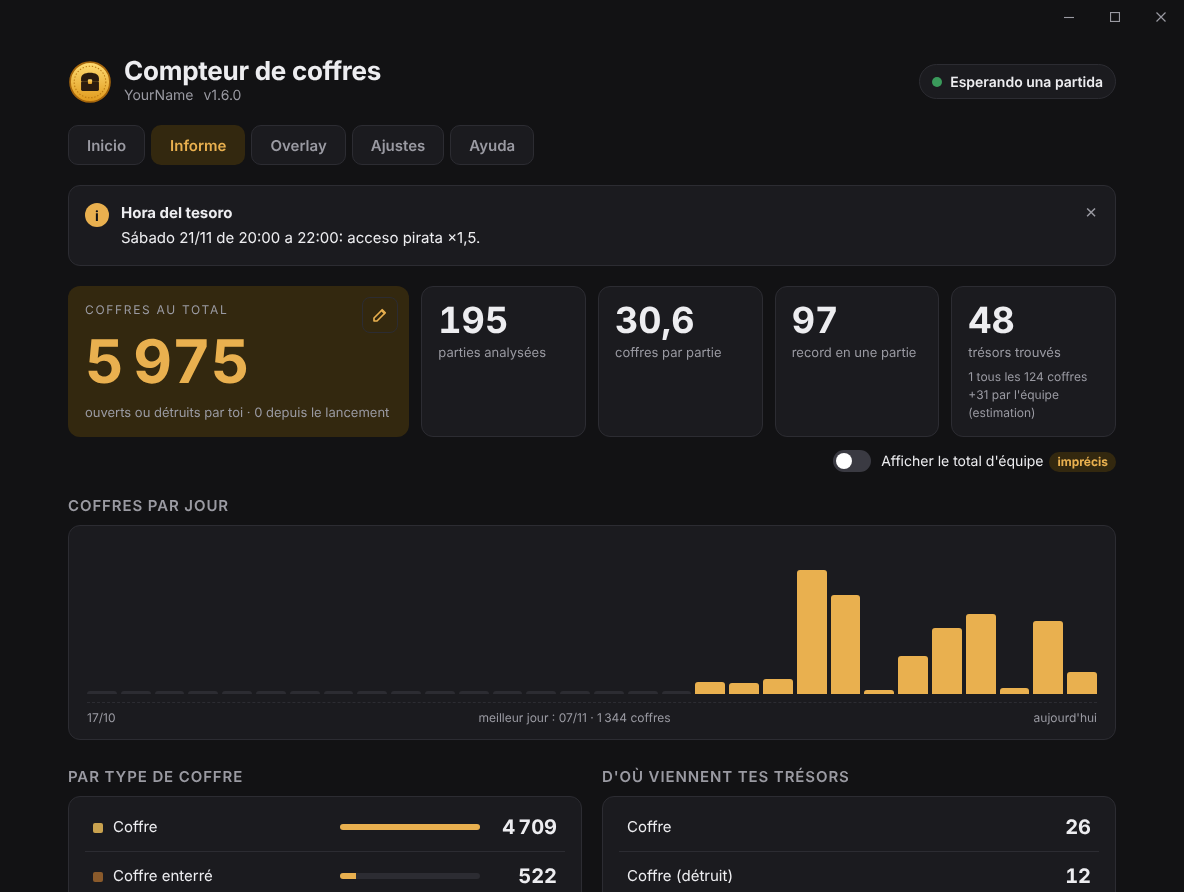 Compteur de coffres
YourName v1.6.0
Esperando una partida
Inicio
Informe
Overlay
Ajustes
Ayuda
i
Hora del tesoro
Sábado 21/11 de 20:00 a 22:00: acceso pirata ×1,5.
COFFRES AU TOTAL
5 975
ouverts ou détruits par toi · 0 depuis le lancement
195
parties analysées
30,6
coffres par partie
97
record en une partie
48
trésors trouvés
1 tous les 124 coffres
+31 par l'équipe
(estimation)
Afficher le total d'équipe imprécis
COFFRES PAR JOUR
17/10
meilleur jour : 07/11 · 1 344 coffres
aujourd'hui
PAR TYPE DE COFFRE
Coffre 4 709
Coffre enterré 522
D'OÙ VIENNENT TES TRÉSORS
Coffre 26
Coffre (détruit) 12